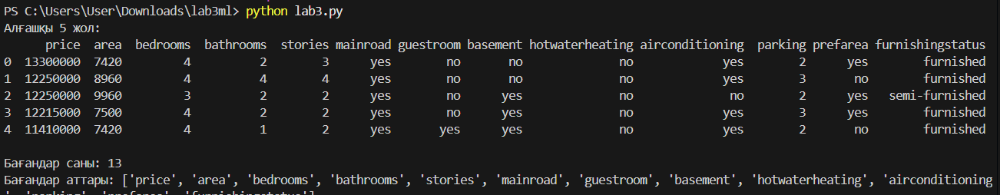 PS C:\Users\User\Downloads\lab3ml> python lab3.py
Алғашқы 5 жол:
price area bedrooms bathrooms stories mainroad guestroom basement hotwaterheating airconditioning parking prefarea furnishingstatus
0 13300000 7420 4 2 3 yes no no no yes 2 yes furnished
1 12250000 8960 4 4 4 yes no no no yes 3 no furnished
2 12250000 9960 3 2 2 yes no yes no no 2 yes semi-furnished
3 12215000 7500 4 2 2 yes no yes no yes 3 yes furnished
4 11410000 7420 4 1 2 yes yes yes no yes 2 no furnished
Бағандар саны: 13
Бағандар аттары: ['price', 'area', 'bedrooms', 'bathrooms', 'stories', 'mainroad', 'guestroom', 'basement', 'hotwaterheating', 'airconditioning
', 'parking', 'prefarea', 'furnishingstatus']